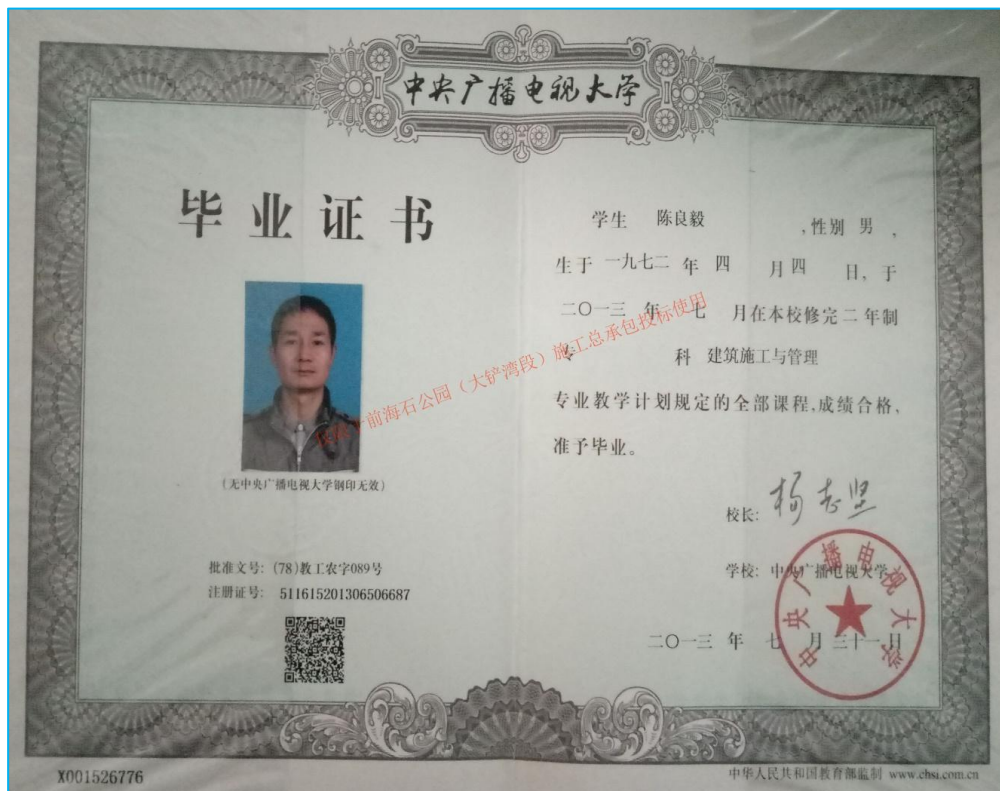 中央广播电视大学
毕业证书
(无中央广播电视大学钢印无效)
批准文号: (78)教工农字089号
注册证号: 511615201306506687
学生 陈良毅 ,性别 男 ,
生于 一九七二 年 四 月 四 日, 于
二〇一三 年 七 月在本校修完 二 年制
专 科 建筑施工与管理
专业教学计划规定的全部课程,成绩合格,
准予毕业。
校长: 杨志坚
学校: 中央广播电视大学
二〇一三 年 七 月 三十一 日
中央广播电视大学
前海石公园(大铲湾段)施工总承包投标使用
X001526776
中华人民共和国教育部监制 www.chsi.com.cn